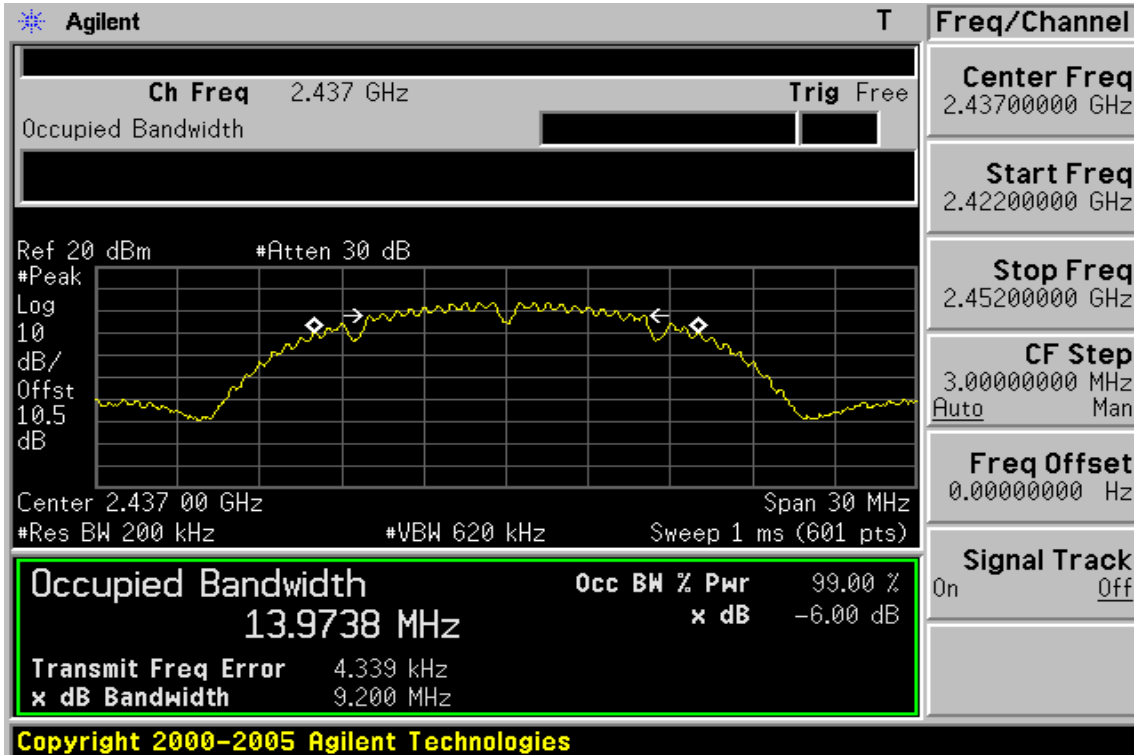 Agilent T
Freq/Channel
Ch Freq 2.437 GHz Trig Free
Occupied Bandwidth
Center Freq
2.43700000 GHz
Start Freq
2.42200000 GHz
Stop Freq
2.45200000 GHz
CF Step
3.00000000 MHz
Auto Man
Freq Offset
0.00000000 Hz
Signal Track
On Off
Ref 20 dBm #Atten 30 dB
#Peak
Log
10
dB/
Offst
10.5
dB
Center 2.437 00 GHz Span 30 MHz
#Res BW 200 kHz #VBW 620 kHz Sweep 1 ms (601 pts)
Occupied Bandwidth Occ BW % Pwr 99.00 %
13.9738 MHz x dB -6.00 dB
Transmit Freq Error 4.339 kHz
x dB Bandwidth 9.200 MHz
Copyright 2000-2005 Agilent Technologies